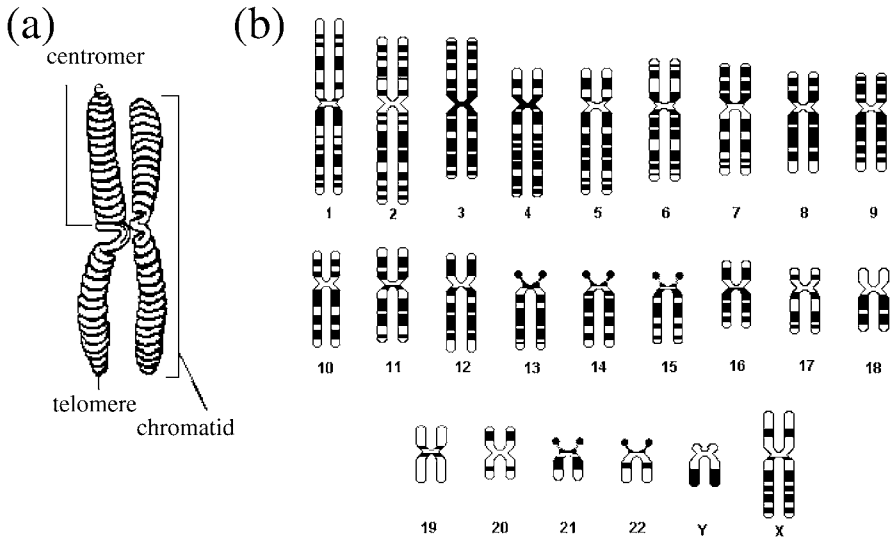 (a)
(b)
centromer
e
telomere
chromatid
1 2 3 4 5 6 7 8 9
10 11 12 13 14 15 16 17 18
19 20 21 22 Y X